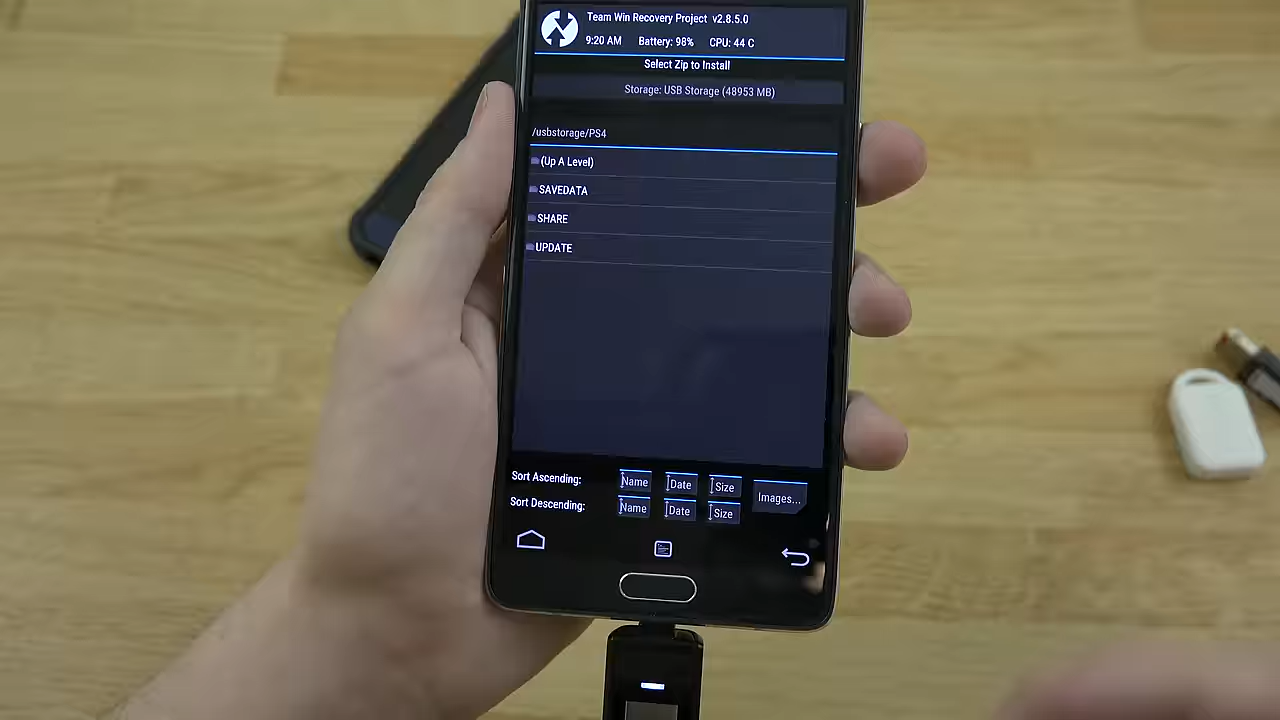 Team Win Recovery Project v2.8.5.0
9:20 AM Battery: 98% CPU: 44 C
Select Zip to Install
Storage: USB Storage (48953 MB)
/usbstorage/PS4
(Up A Level)
SAVEDATA
SHARE
UPDATE
Sort Ascending: Name Date Size Images...
Sort Descending: Name Date Size